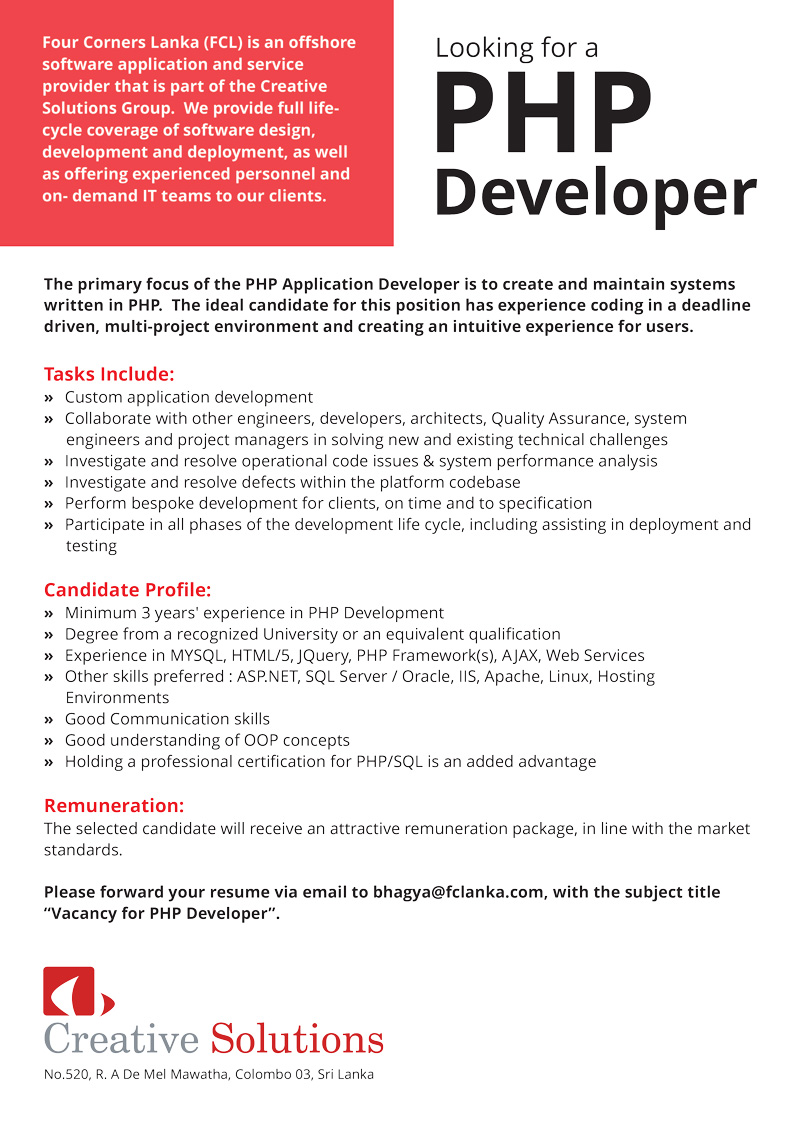 Four Corners Lanka (FCL) is an offshore
software application and service
provider that is part of the Creative
Solutions Group.  We provide full life-
cycle coverage of software design,
development and deployment, as well
as offering experienced personnel and
on- demand IT teams to our clients.
Looking for a
PHP
Developer
The primary focus of the PHP Application Developer is to create and maintain systems
written in PHP.  The ideal candidate for this position has experience coding in a deadline
driven, multi-project environment and creating an intuitive experience for users.
Tasks Include:
» Custom application development
» Collaborate with other engineers, developers, architects, Quality Assurance, system
engineers and project managers in solving new and existing technical challenges
» Investigate and resolve operational code issues & system performance analysis
» Investigate and resolve defects within the platform codebase
» Perform bespoke development for clients, on time and to specification
» Participate in all phases of the development life cycle, including assisting in deployment and
testing
Candidate Profile:
» Minimum 3 years' experience in PHP Development
» Degree from a recognized University or an equivalent qualification
» Experience in MYSQL, HTML/5, JQuery, PHP Framework(s), AJAX, Web Services
» Other skills preferred : ASP.NET, SQL Server / Oracle, IIS, Apache, Linux, Hosting
Environments
» Good Communication skills
» Good understanding of OOP concepts
» Holding a professional certification for PHP/SQL is an added advantage
Remuneration:
The selected candidate will receive an attractive remuneration package, in line with the market
standards.
Please forward your resume via email to bhagya@fclanka.com, with the subject title
“Vacancy for PHP Developer”.
Creative Solutions
No.520, R. A De Mel Mawatha, Colombo 03, Sri Lanka